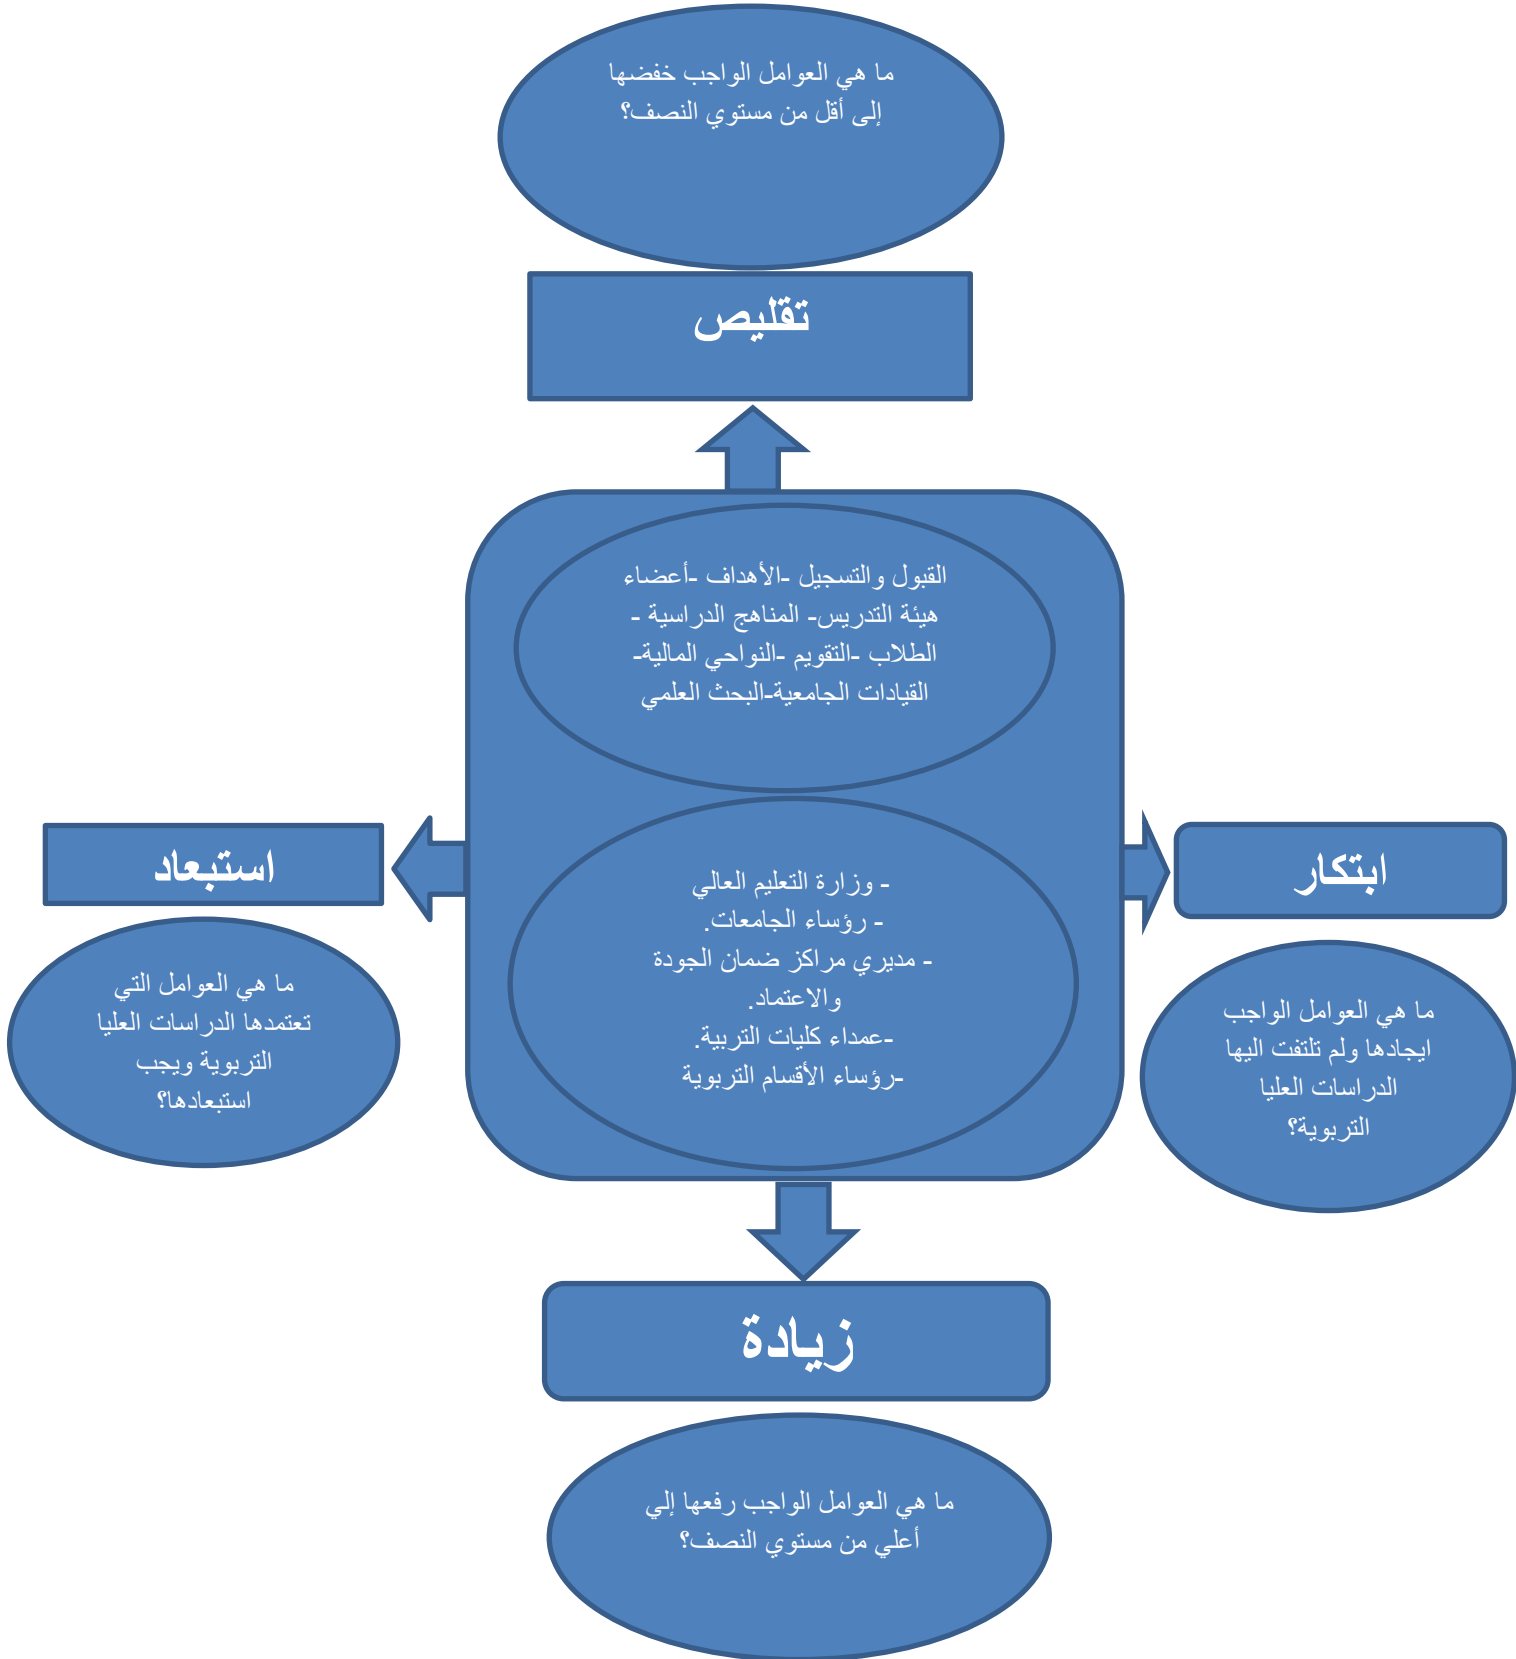 ما هي العوامل الواجب خفضها
إلى أقل من مستوي النصف؟
تقليص
القبول والتسجيل -الأهداف -أعضاء
هيئة التدريس- المناهج الدراسية -
الطلاب -التقويم -النواحي المالية-
القيادات الجامعية-البحث العلمي
ابتكار
ما هي العوامل الواجب
ايجادها ولم تلتفت اليها
الدراسات العليا
التربوية؟
- وزارة التعليم العالي
- رؤساء الجامعات.
- مديري مراكز ضمان الجودة
والاعتماد.
-عمداء كليات التربية.
-رؤساء الأقسام التربوية
استبعاد
ما هي العوامل التي
تعتمدها الدراسات العليا
التربوية ويجب
استبعادها؟
زيادة
ما هي العوامل الواجب رفعها إلي
أعلي من مستوي النصف؟